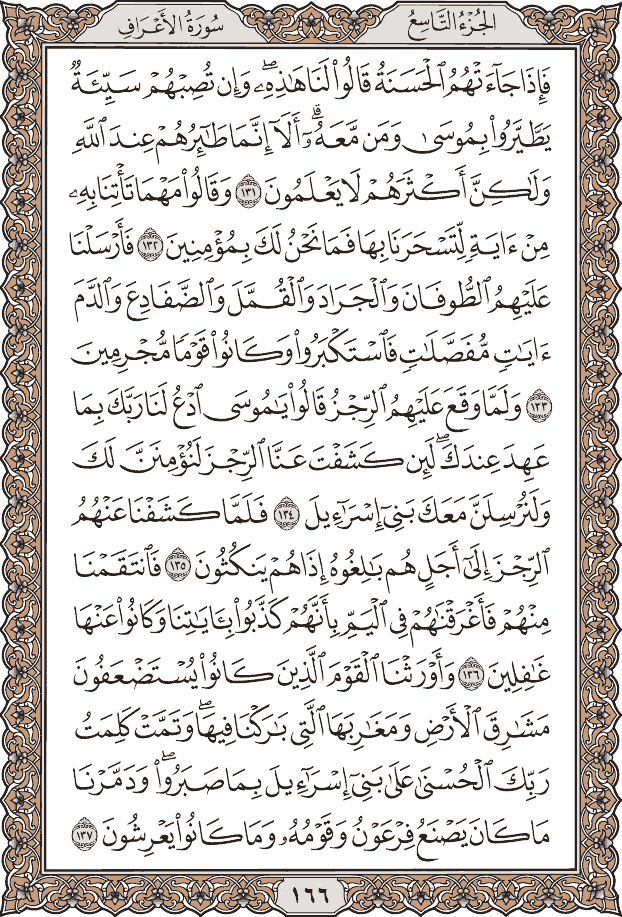 الجُزْءُ التَّاسِعُ
سُورَةُ الأَعْرَافِ
فَإِذَا جَآءَتْهُمُ ٱلْحَسَنَةُ قَالُوا۟ لَنَا هَٰذِهِۦۖ وَإِن تُصِبْهُمْ سَيِّئَةٌ
يَطَّيَّرُوا۟ بِمُوسَىٰ وَمَن مَّعَهُۥٓۗ أَلَآ إِنَّمَا طَٰٓئِرُهُمْ عِندَ ٱللَّهِ
وَلَٰكِنَّ أَكْثَرَهُمْ لَا يَعْلَمُونَ ١٣١ وَقَالُوا۟ مَهْمَا تَأْتِنَا بِهِۦ
مِنْ ءَايَةٍ لِّتَسْحَرَنَا بِهَا فَمَا نَحْنُ لَكَ بِمُؤْمِنِينَ ١٣٢ فَأَرْسَلْنَا
عَلَيْهِمُ ٱلطُّوفَانَ وَٱلْجَرَادَ وَٱلْقُمَّلَ وَٱلضَّفَادِعَ وَٱلدَّمَ
ءَايَٰتٍ مُّفَصَّلَٰتٍ فَٱسْتَكْبَرُوا۟ وَكَانُوا۟ قَوْمًا مُّجْرِمِينَ
١٣٣ وَلَمَّا وَقَعَ عَلَيْهِمُ ٱلرِّجْزُ قَالُوا۟ يَٰمُوسَى ٱدْعُ لَنَا رَبَّكَ بِمَا
عَهِدَ عِندَكَۖ لَئِن كَشَفْتَ عَنَّا ٱلرِّجْزَ لَنُؤْمِنَنَّ لَكَ
وَلَنُرْسِلَنَّ مَعَكَ بَنِىٓ إِسْرَٰٓءِيلَ ١٣٤ فَلَمَّا كَشَفْنَا عَنْهُمُ
ٱلرِّجْزَ إِلَىٰٓ أَجَلٍ هُم بَٰلِغُوهُ إِذَا هُمْ يَنكُثُونَ ١٣٥ فَٱنتَقَمْنَا
مِنْهُمْ فَأَغْرَقْنَٰهُمْ فِى ٱلْيَمِّ بِأَنَّهُمْ كَذَّبُوا۟ بِـَٔايَٰتِنَا وَكَانُوا۟ عَنْهَا
غَٰفِلِينَ ١٣٦ وَأَوْرَثْنَا ٱلْقَوْمَ ٱلَّذِينَ كَانُوا۟ يُسْتَضْعَفُونَ
مَشَٰرِقَ ٱلْأَرْضِ وَمَغَٰرِبَهَا ٱلَّتِى بَٰرَكْنَا فِيهَاۖ وَتَمَّتْ كَلِمَتُ
رَبِّكَ ٱلْحُسْنَىٰ عَلَىٰ بَنِىٓ إِسْرَٰٓءِيلَ بِمَا صَبَرُوا۟ۖ وَدَمَّرْنَا
مَا كَانَ يَصْنَعُ فِرْعَوْنُ وَقَوْمُهُۥ وَمَا كَانُوا۟ يَعْرِشُونَ ١٣٧
١٦٦